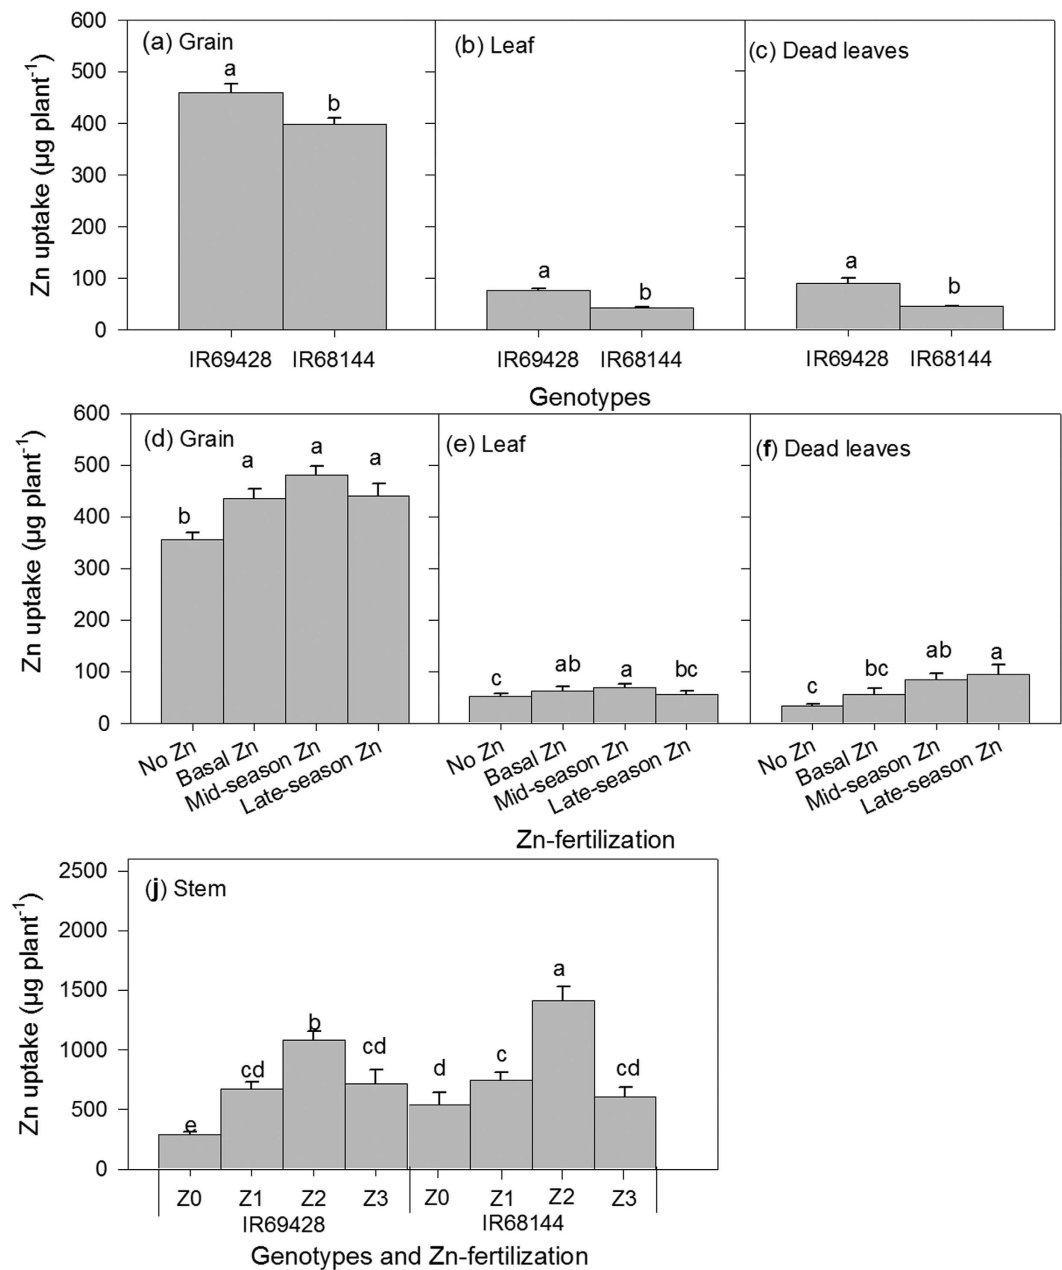 600
500
400
300
200
100
0
Zn uptake (µg plant⁻¹)
(a) Grain
a
b
(b) Leaf
a
b
(c) Dead leaves
a
b
IR69428 IR68144 IR69428 IR68144 IR69428 IR68144
Genotypes
600
500
400
300
200
100
0
Zn uptake (µg plant⁻¹)
(d) Grain
b a a a
(e) Leaf
c ab a bc
(f) Dead leaves
c bc ab a
No Zn Basal Zn Mid-season Zn Late-season Zn
No Zn Basal Zn Mid-season Zn Late-season Zn
No Zn Basal Zn Mid-season Zn Late-season Zn
Zn-fertilization
2500
2000
1500
1000
500
0
Zn uptake (µg plant⁻¹)
(j) Stem
e cd b cd d c a cd
Z0 Z1 Z2 Z3 Z0 Z1 Z2 Z3
IR69428 IR68144
Genotypes and Zn-fertilization